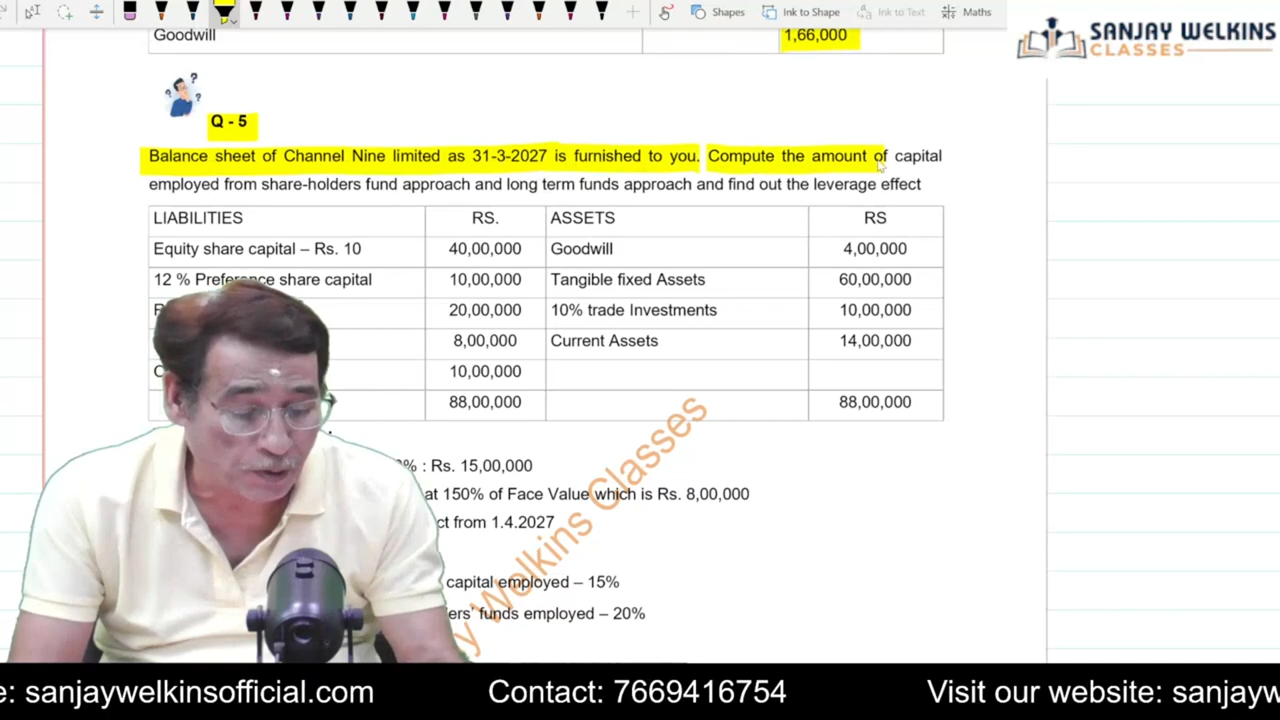 Shapes Ink to Shape Ink to Text Maths
SANJAY WELKINS
CLASSES
Goodwill 1,66,000
Q - 5
Balance sheet of Channel Nine limited as 31-3-2027 is furnished to you. Compute the amount of capital
employed from share-holders fund approach and long term funds approach and find out the leverage effect
LIABILITIES RS. ASSETS RS
Equity share capital – Rs. 10 40,00,000 Goodwill 4,00,000
12 % Preference share capital 10,00,000 Tangible fixed Assets 60,00,000
20,00,000 10% trade Investments 10,00,000
8,00,000 Current Assets 14,00,000
10,00,000
88,00,000 88,00,000
% : Rs. 15,00,000
at 150% of Face Value which is Rs. 8,00,000
ct from 1.4.2027
capital employed – 15%
ers' funds employed – 20%
y Welkins Classes
e: sanjaywelkinsofficial.com Contact: 7669416754 Visit our website: sanjayw